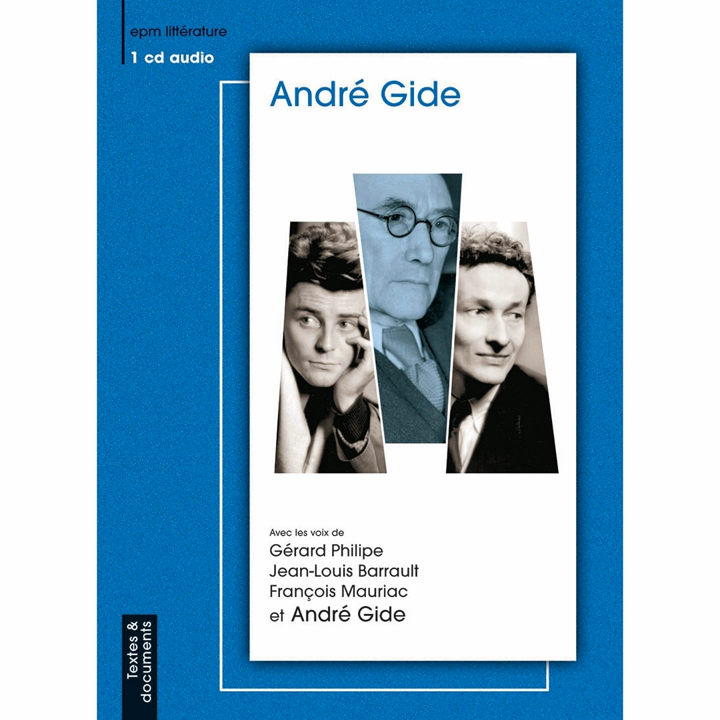 epm littérature
1 cd audio
André Gide
Avec les voix de
Gérard Philipe
Jean-Louis Barrault
François Mauriac
et André Gide
Textes &
documents